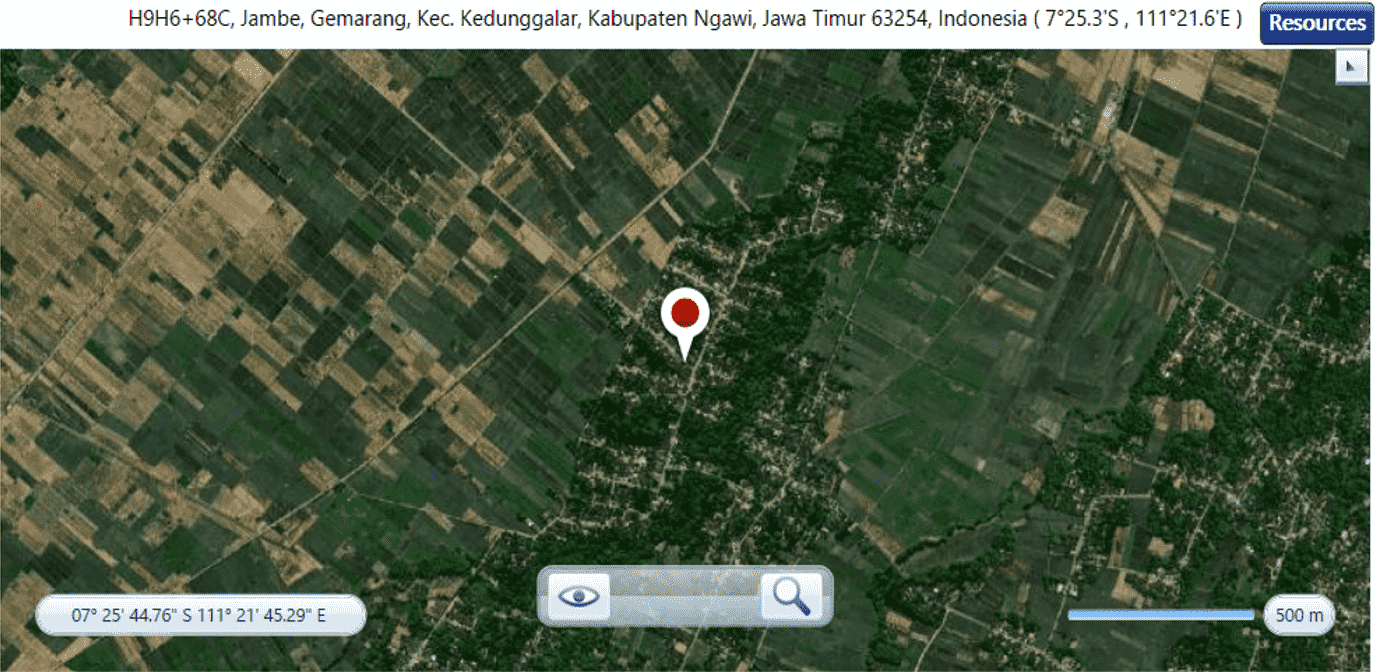 H9H6+68C, Jambe, Gemarang, Kec. Kedunggalar, Kabupaten Ngawi, Jawa Timur 63254, Indonesia ( 7°25.3'S , 111°21.6'E )
Resources
07° 25' 44.76" S 111° 21' 45.29" E
500 m